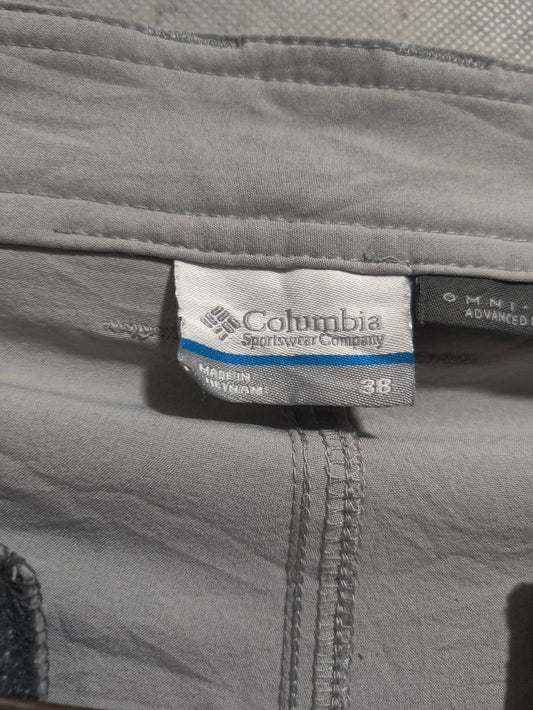 Columbia
Sportswear Company
MADE IN
VIETNAM
38
OMNI-
ADVANCED